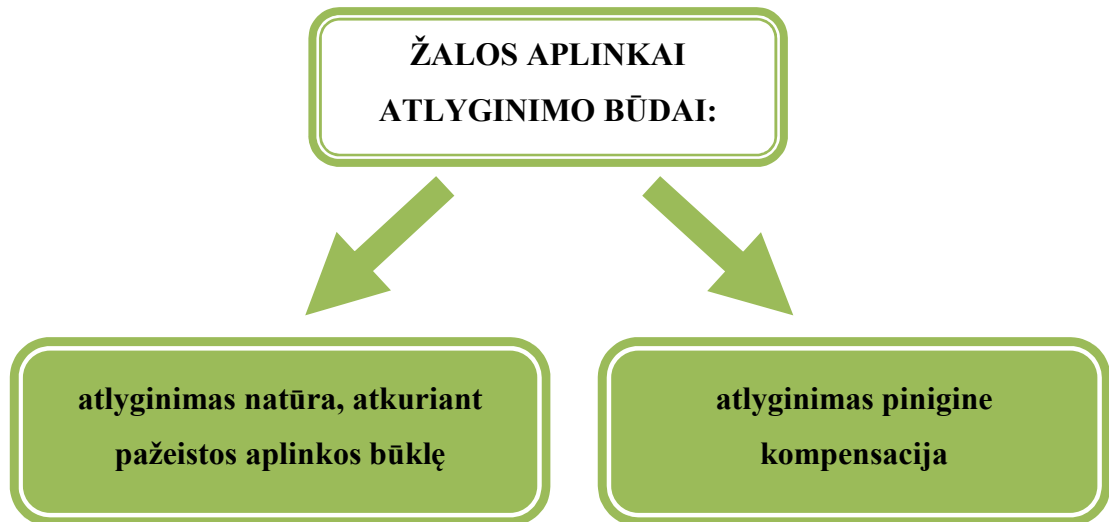 ŽALOS APLINKAI
ATLYGINIMO BŪDAI:
atlyginimas natūra, atkuriant
pažeistos aplinkos būklę
atlyginimas pinigine
kompensacija